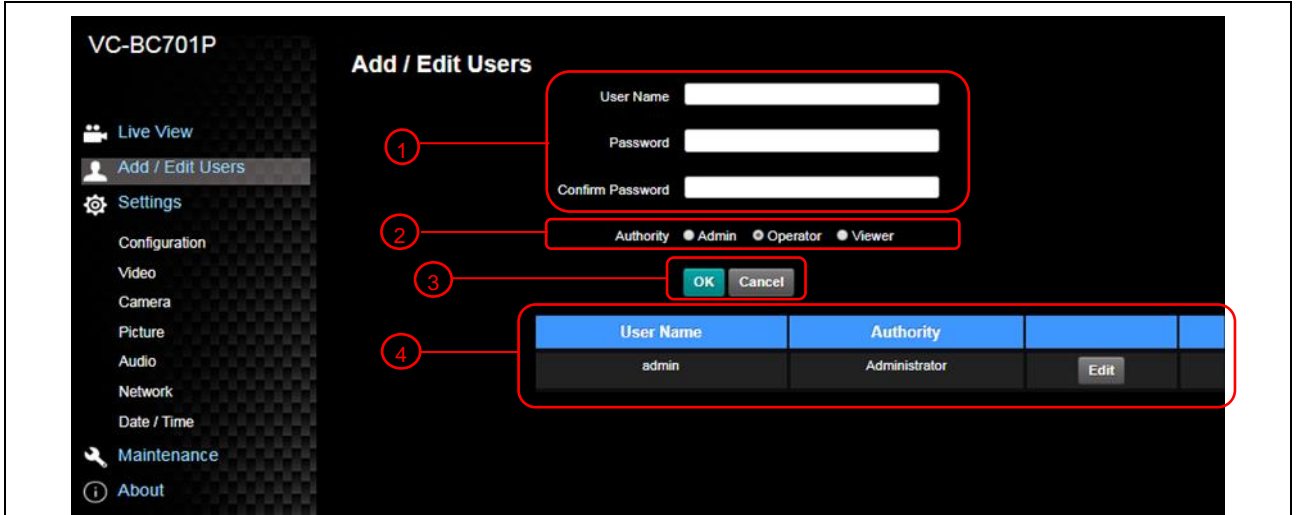 VC-BC701P
Live View
Add / Edit Users
Settings
Configuration
Video
Camera
Picture
Audio
Network
Date / Time
Maintenance
About
Add / Edit Users
1
User Name
Password
Confirm Password
2
Authority Admin Operator Viewer
3
OK Cancel
4
User Name Authority
admin Administrator Edit